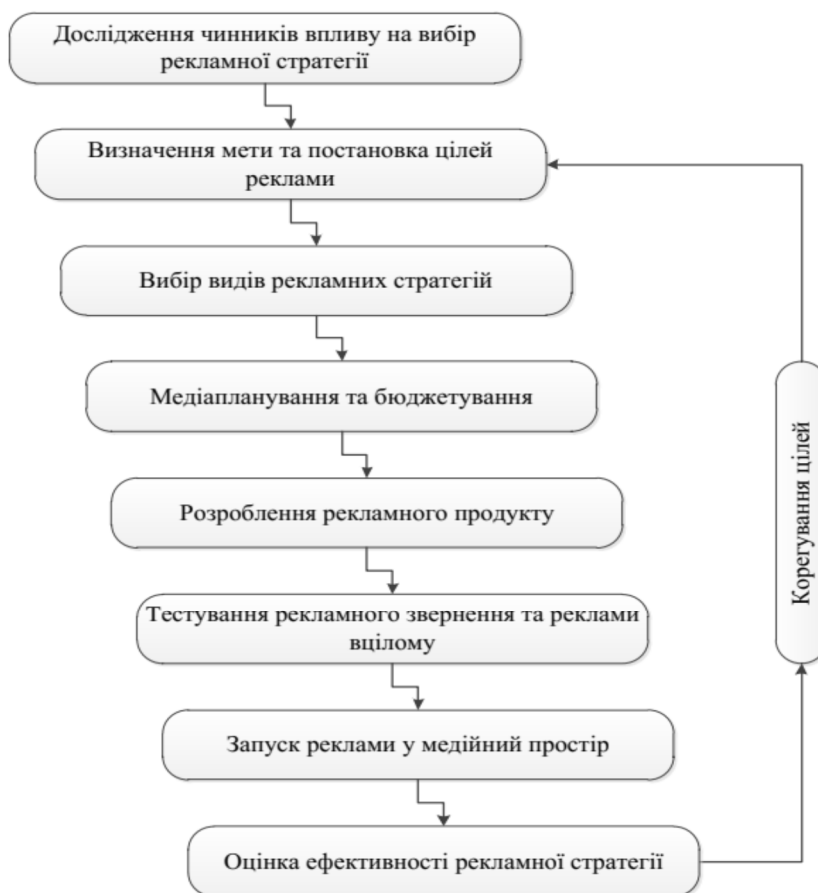 Дослідження чинників впливу на вибір
рекламної стратегії
Визначення мети та постановка цілей
реклами
Вибір видів рекламних стратегій
Медіапланування та бюджетування
Розроблення рекламного продукту
Тестування рекламного звернення та реклами
вцілому
Запуск реклами у медійний простір
Оцінка ефективності рекламної стратегії
Корегування цілей